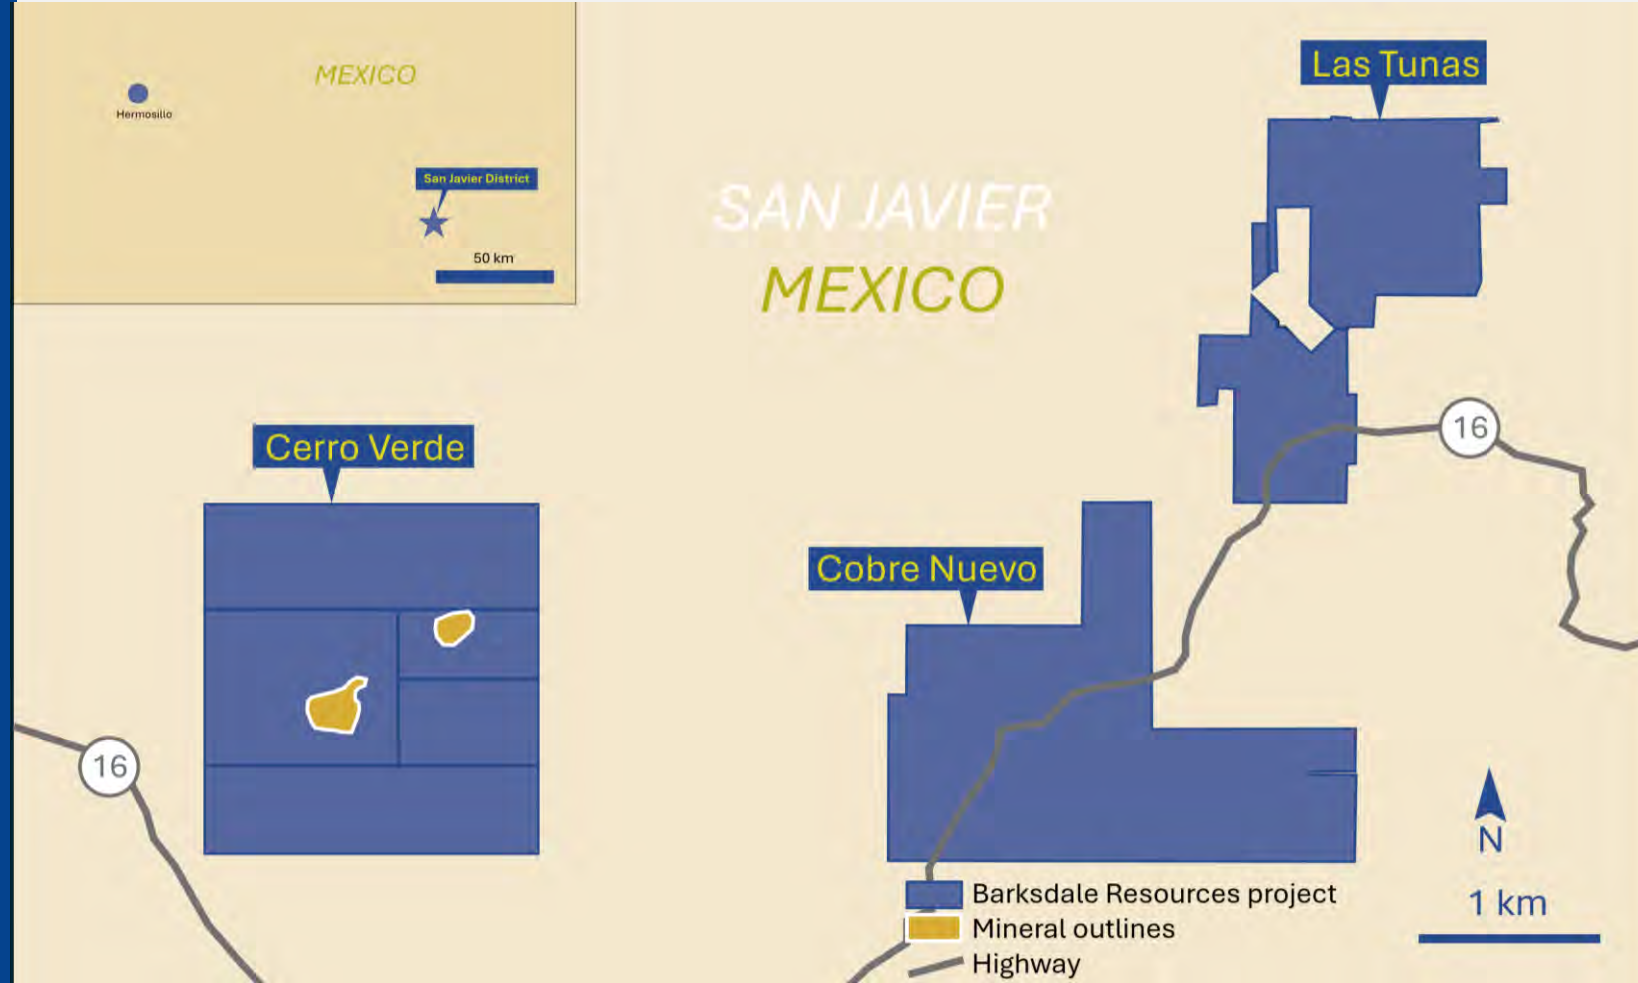 MEXICO
Hermosillo
San Javier District
50 km
SAN JAVIER
MEXICO
Las Tunas
16
Cerro Verde
Cobre Nuevo
16
N
1 km
Barksdale Resources project
Mineral outlines
Highway